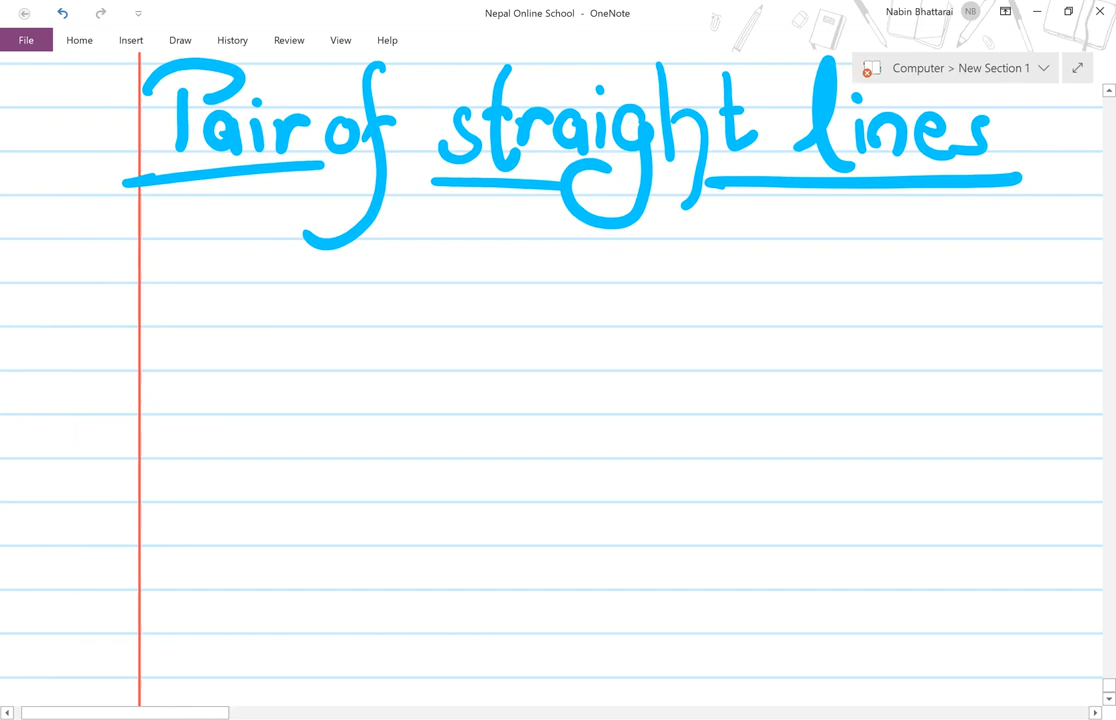 Nepal Online School - OneNote
Nabin Bhattarai NB
File Home Insert Draw History Review View Help
Computer > New Section 1
Pair of straight lines